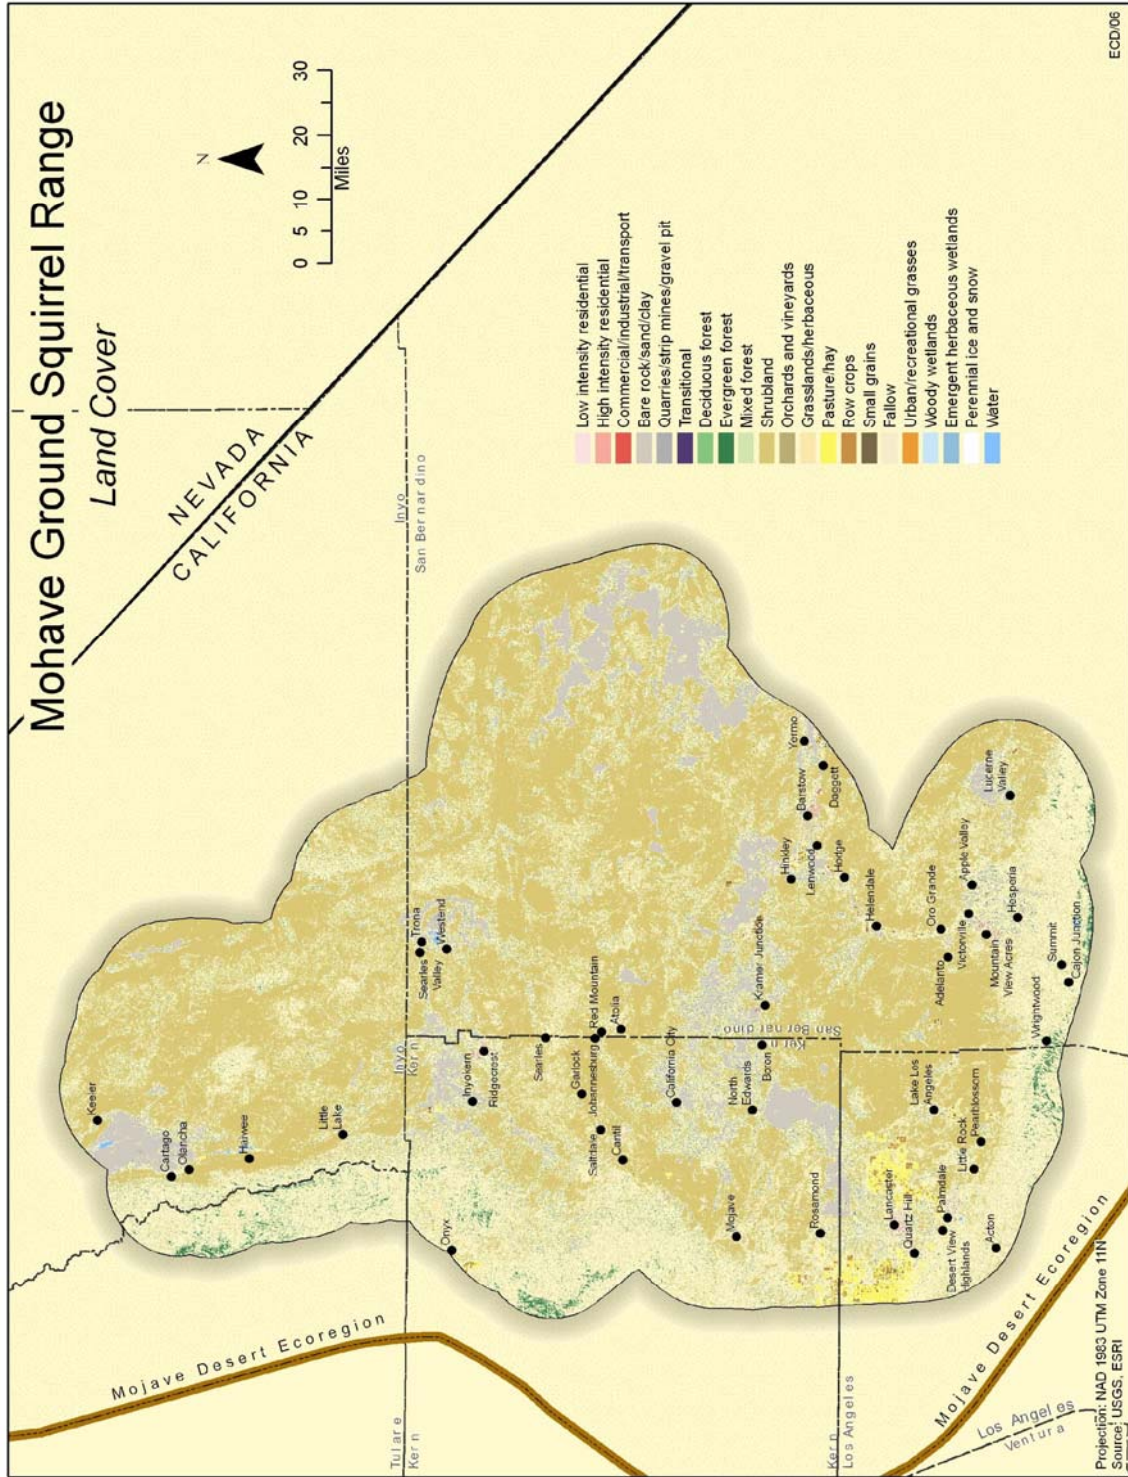 Mohave Ground Squirrel Range
Land Cover
N
0 5 10 20 30
Miles
NEVADA
CALIFORNIA
Inyo
San Bernardino
Low intensity residential
High intensity residential
Commercial/industrial/transport
Bare rock/sand/clay
Quarries/strip mines/gravel pit
Transitional
Deciduous forest
Evergreen forest
Mixed forest
Shrubland
Orchards and vineyards
Grasslands/herbaceous
Pasture/hay
Row crops
Small grains
Fallow
Urban/recreational grasses
Woody wetlands
Emergent herbaceous wetlands
Perennial ice and snow
Water
Keeler
Cartago
Olancha
Haiwee
Little
Lake
Inyo
Kern
Tulare
Kern
Onyx
Inyokern
Ridgecrest
Searles
Valley
Trona
Westend
Searles
Garlock
Johannesburg
Red Mountain
Atolia
Saltdale
Cantil
California City
North
Edwards
Boron
Kern
San Bernardino
Kramer Junction
Mojave
Rosamond
Hinkley
Lenwood
Barstow
Yermo
Daggett
Hodge
Helendale
Oro Grande
Adelanto
Victorville
Apple Valley
Mountain
View Acres
Hesperia
Lucerne
Valley
Summit
Cajon Junction
Wrightwood
Kern
Los Angeles
Lancaster
Quartz Hill
Palmdale
Desert View
Highlands
Lake Los
Angeles
Little Rock
Pearblossom
Acton
Mojave Desert Ecoregion
Mojave Desert Ecoregion
Los Angeles
Ventura
Projection: NAD 1983 UTM Zone 11N
Source: USGS, ESRI
ECD/06